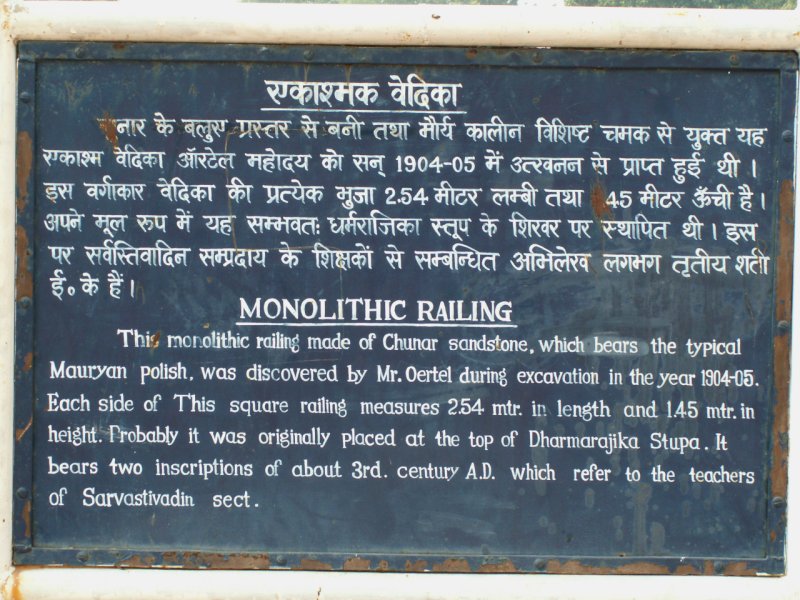 एकाश्मक वेदिका
नार के बलुए प्रस्तर से बनी तथा मौर्य कालीन विशिष्ट चमक से युक्त यह
एकाश्म वेदिका ऑरटेल महोदय को सन् 1904-05 में उत्खनन से प्राप्त हुई थी ।
इस वर्गाकार वेदिका की प्रत्येक भुजा 2.54 मीटर लम्बी तथा 45 मीटर ऊँची है ।
अपने मूल रूप में यह सम्भवतः धर्मराजिका स्तूप के शिखर पर स्थापित थी । इस
पर सर्वास्तिवादिन सम्प्रदाय के शिक्षकों से सम्बन्धित अभिलेख लगभग तृतीय शती
ई० के हैं ।
MONOLITHIC RAILING
This monolithic railing made of Chunar sandstone, which bears the typical
Mauryan polish, was discovered by Mr. Oertel during excavation in the year 1904-05.
Each side of This square railing measures 2.54 mtr. in length and 1.45 mtr. in
height. Probably it was originally placed at the top of Dharmarajika Stupa. It
bears two inscriptions of about 3rd. century A.D. which refer to the teachers
of Sarvastivadin sect.